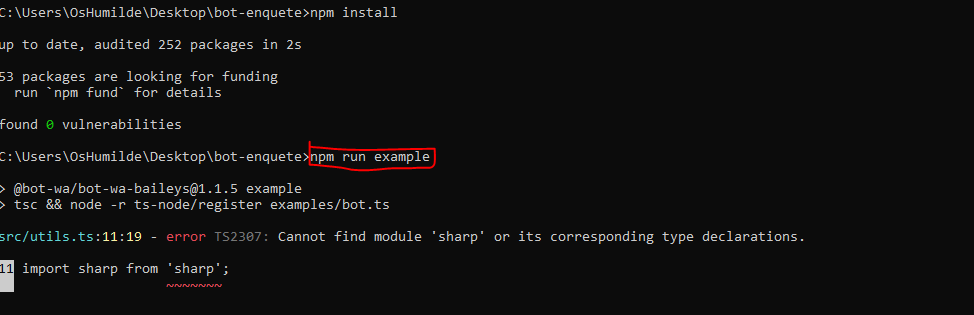 C:\Users\OsHumilde\Desktop\bot-enquete>npm install
up to date, audited 252 packages in 2s
53 packages are looking for funding
run `npm fund` for details
found 0 vulnerabilities
C:\Users\OsHumilde\Desktop\bot-enquete>npm run example
> @bot-wa/bot-wa-baileys@1.1.5 example
> tsc && node -r ts-node/register examples/bot.ts
src/utils.ts:11:19 - error TS2307: Cannot find module 'sharp' or its corresponding type declarations.
11 import sharp from 'sharp';
~~~~~~~